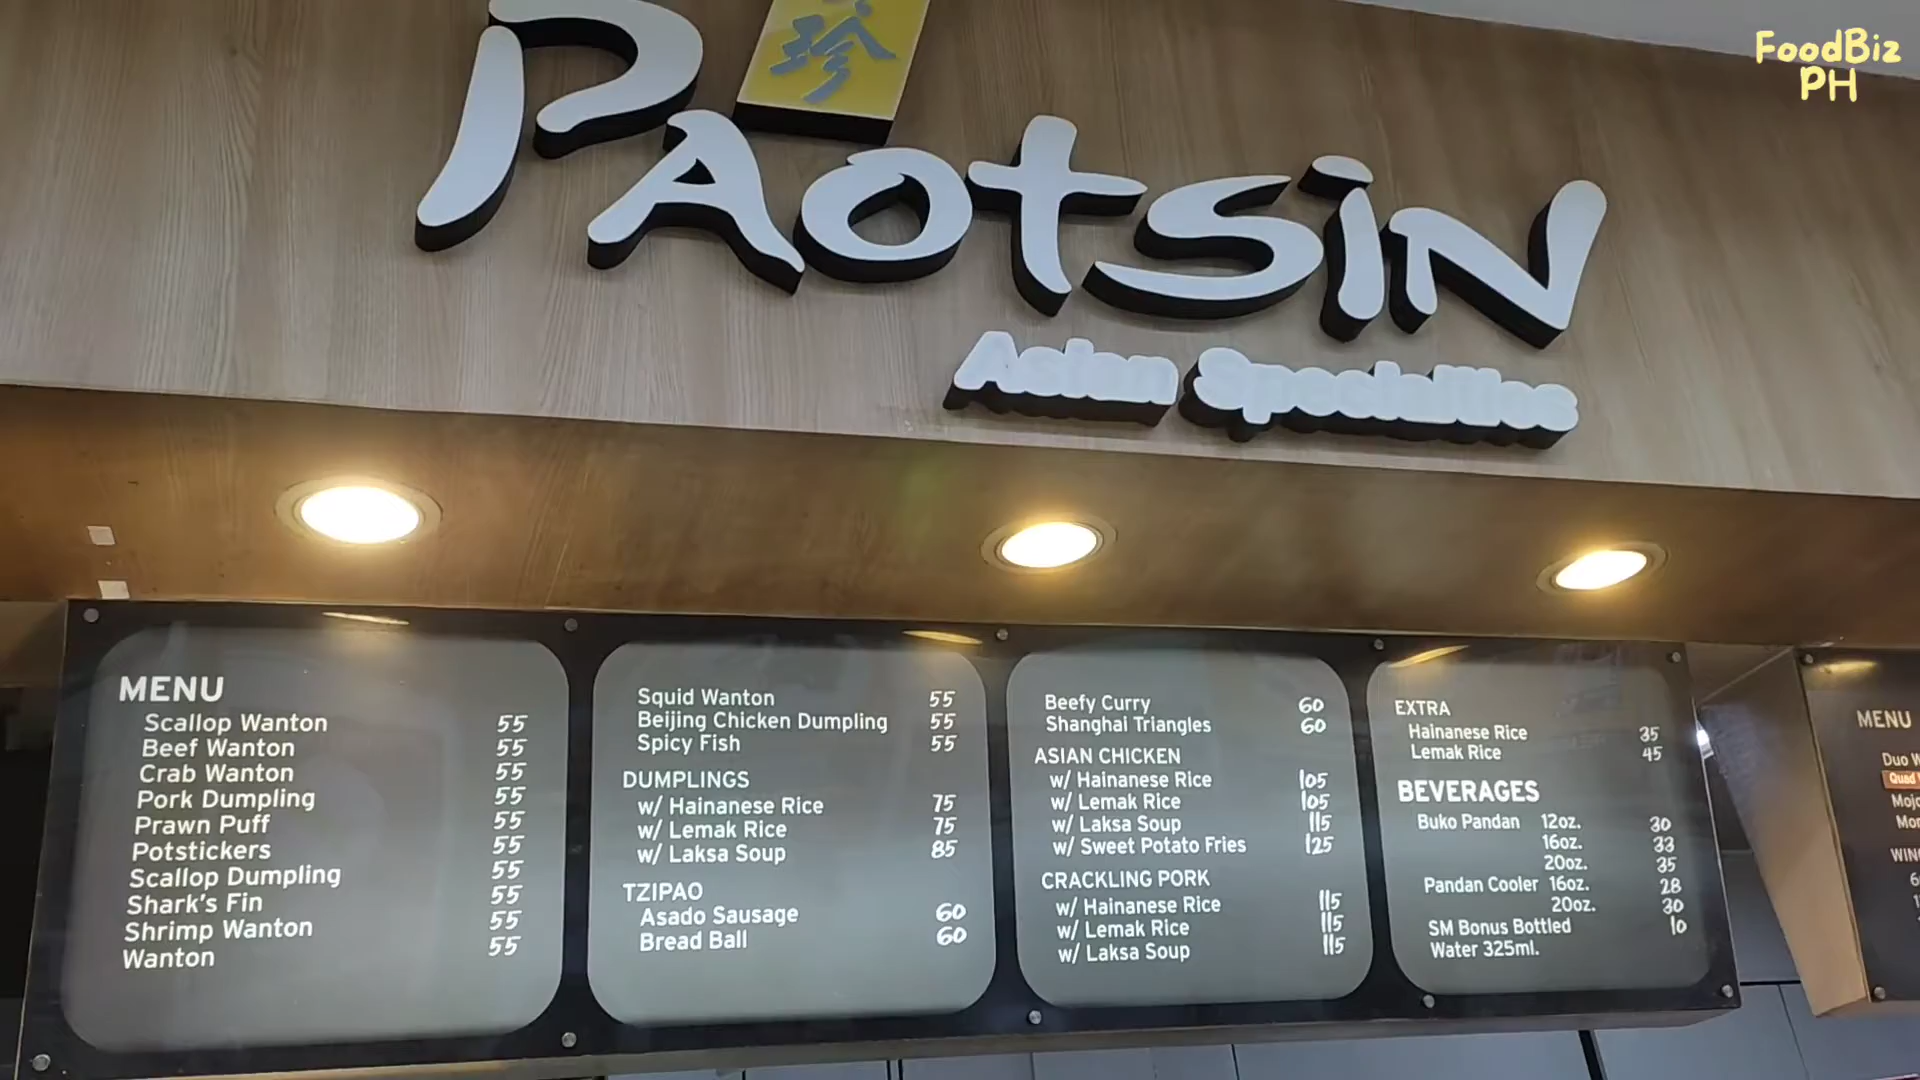 珍
PAOTSIN
Asian Specialties
FoodBiz
PH
MENU
Scallop Wanton 55
Beef Wanton 55
Crab Wanton 55
Pork Dumpling 55
Prawn Puff 55
Potstickers 55
Scallop Dumpling 55
Shark's Fin 55
Shrimp Wanton 55
Wanton 55
Squid Wanton 55
Beijing Chicken Dumpling 55
Spicy Fish 55
DUMPLINGS
w/ Hainanese Rice 75
w/ Lemak Rice 75
w/ Laksa Soup 85
TZIPAO
Asado Sausage 60
Bread Ball 60
Beefy Curry 60
Shanghai Triangles 60
ASIAN CHICKEN
w/ Hainanese Rice 105
w/ Lemak Rice 105
w/ Laksa Soup 115
w/ Sweet Potato Fries 125
CRACKLING PORK
w/ Hainanese Rice 115
w/ Lemak Rice 115
w/ Laksa Soup 115
EXTRA
Hainanese Rice 35
Lemak Rice 45
BEVERAGES
Buko Pandan 12oz. 30
16oz. 33
20oz. 35
Pandan Cooler 16oz. 28
20oz. 30
SM Bonus Bottled 10
Water 325ml.
MENU
Duo
Quad